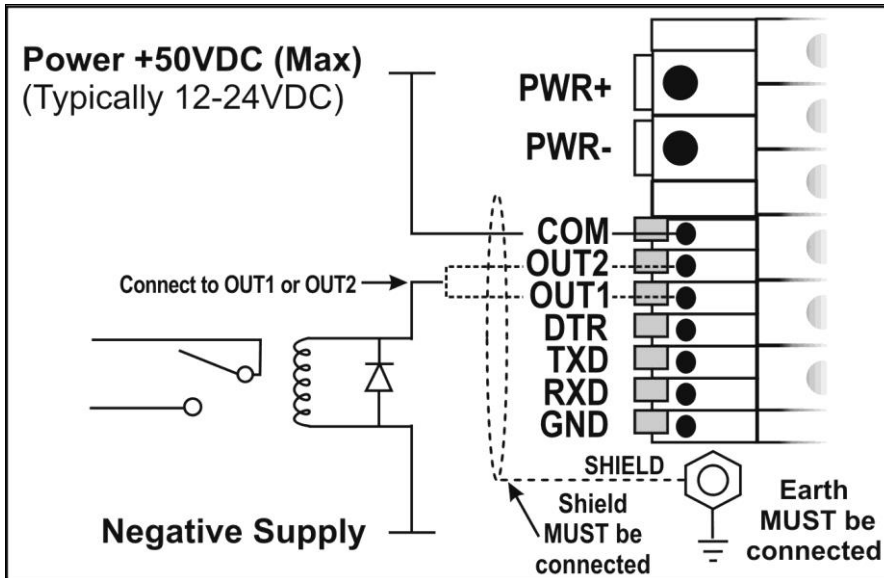 Power +50VDC (Max)
(Typically 12-24VDC)
PWR+
PWR-
COM
OUT2
Connect to OUT1 or OUT2
OUT1
DTR
TXD
RXD
GND
SHIELD
Shield
MUST be
connected
Earth
MUST be
connected
Negative Supply